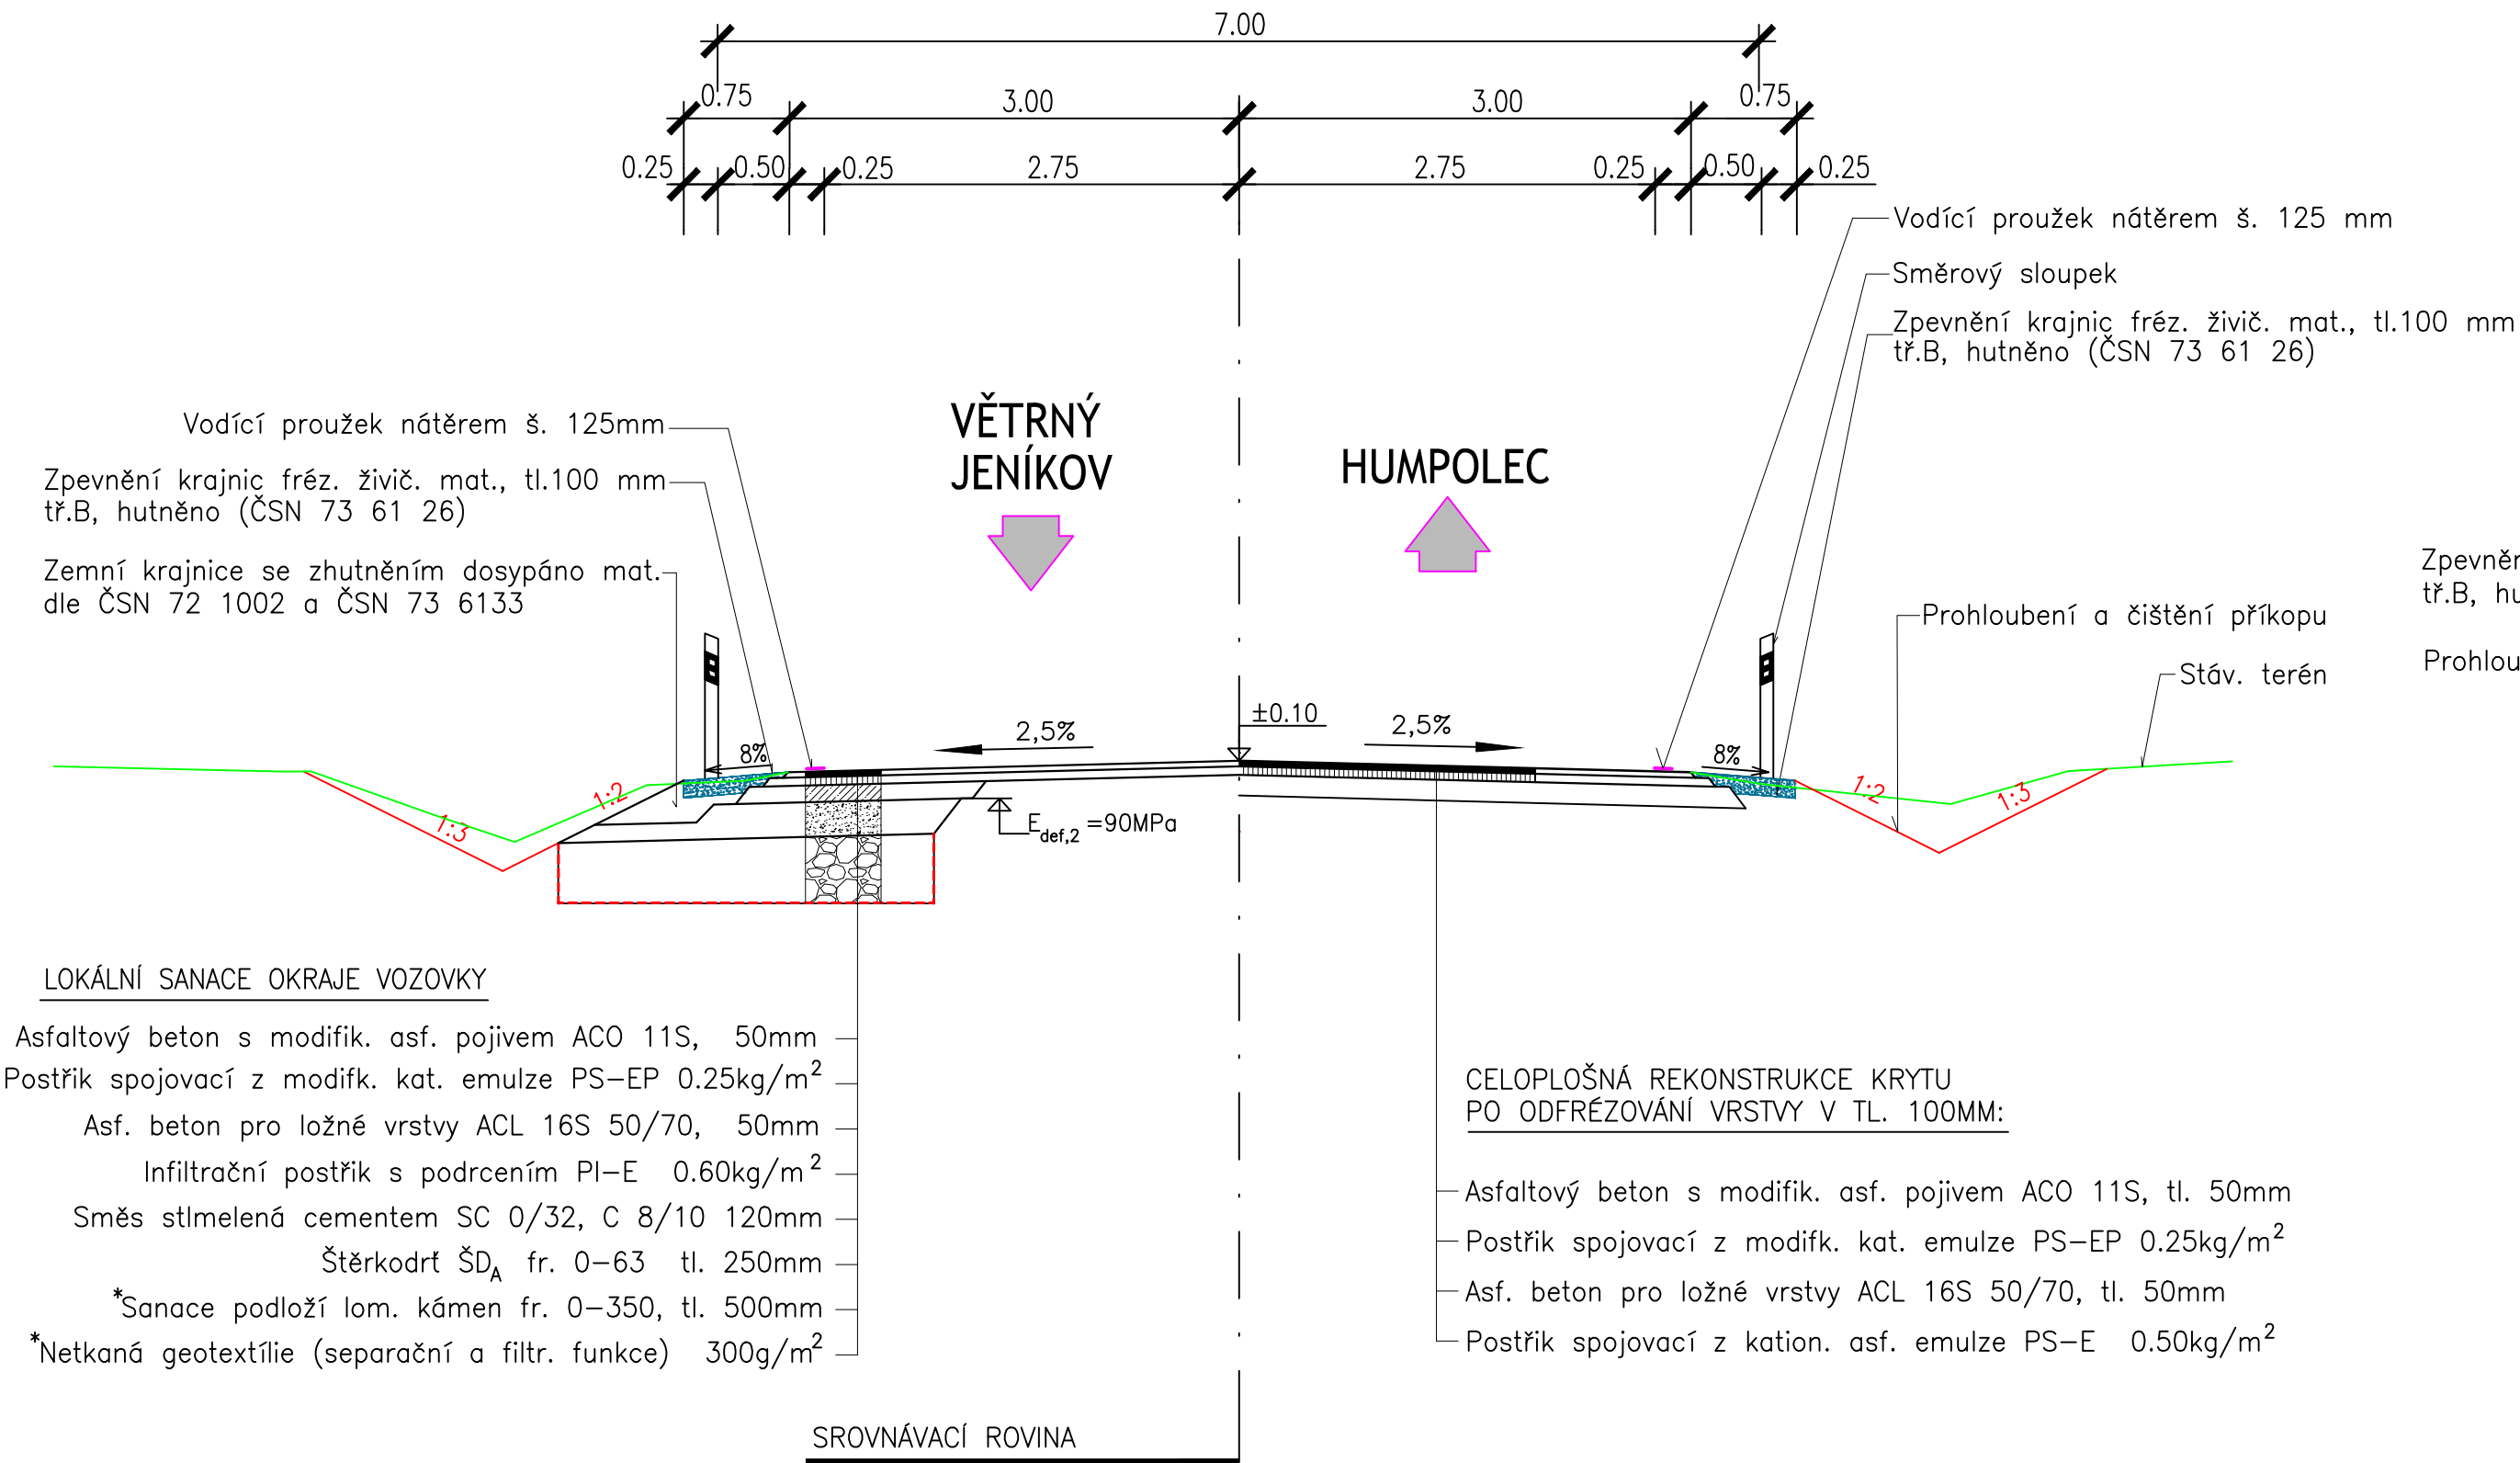 7.00
0.75 3.00 3.00 0.75
0.25 0.50 0.25 2.75 2.75 0.25 0.50 0.25
Vodící proužek nátěrem š. 125 mm
Směrový sloupek
Zpevnění krajnic fréz. živič. mat., tl.100 mm
tř.B, hutněno (ČSN 73 61 26)
VĚTRNÝ
JENÍKOV
HUMPOLEC
Vodící proužek nátěrem š. 125mm
Zpevnění krajnic fréz. živič. mat., tl.100 mm
tř.B, hutněno (ČSN 73 61 26)
Zemní krajnice se zhutněním dosypáno mat.
dle ČSN 72 1002 a ČSN 73 6133
Prohloubení a čištění příkopu
Stáv. terén
Zpevněn
tř.B, hu
Prohlou
8% 2,5% ±0.10 2,5% 8%
1:3 1:2 1:2 1:3
Edef,2 =90MPa
LOKÁLNÍ SANACE OKRAJE VOZOVKY
Asfaltový beton s modifik. asf. pojivem ACO 11S, 50mm
Postřik spojovací z modifk. kat. emulze PS-EP 0.25kg/m²
Asf. beton pro ložné vrstvy ACL 16S 50/70, 50mm
Infiltrační postřik s podrcením PI-E 0.60kg/m²
Směs stlmelená cementem SC 0/32, C 8/10 120mm
Štěrkodrť ŠDA fr. 0-63 tl. 250mm
*Sanace podloží lom. kámen fr. 0-350, tl. 500mm
*Netkaná geotextílie (separační a filtr. funkce) 300g/m²
CELOPLOŠNÁ REKONSTRUKCE KRYTU
PO ODFRÉZOVÁNÍ VRSTVY V TL. 100MM:
Asfaltový beton s modifik. asf. pojivem ACO 11S, tl. 50mm
Postřik spojovací z modifk. kat. emulze PS-EP 0.25kg/m²
Asf. beton pro ložné vrstvy ACL 16S 50/70, tl. 50mm
Postřik spojovací z kation. asf. emulze PS-E 0.50kg/m²
SROVNÁVACÍ ROVINA